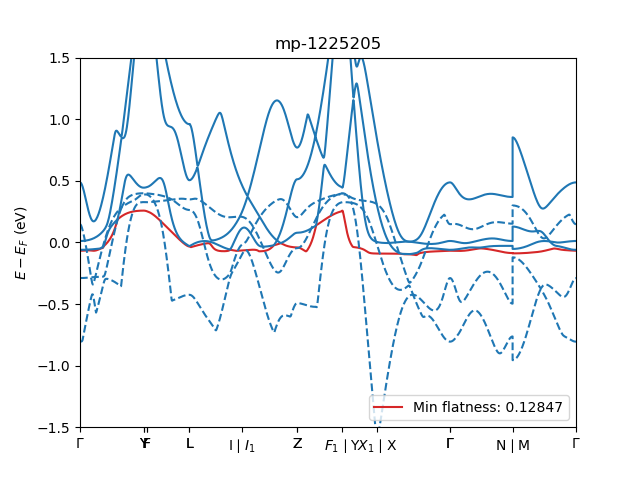 mp-1225205
E − E_F (eV)
1.5
1.0
0.5
0.0
−0.5
−1.0
−1.5
Min flatness: 0.12847
Γ Y F L I | I₁ Z F₁ | Y X₁ | X Γ N | M Γ